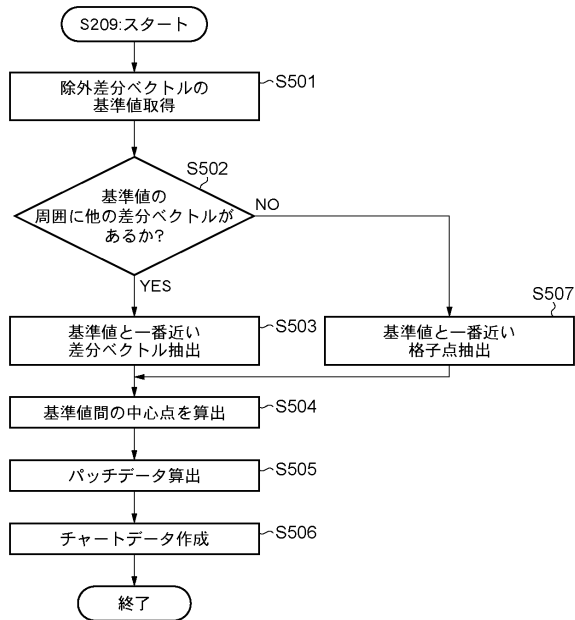 S209:スタート
除外差分ベクトルの
基準値取得
S501
S502
基準値の
周囲に他の差分ベクトルが
あるか?
NO
YES
基準値と一番近い
差分ベクトル抽出
S503
基準値と一番近い
格子点抽出
S507
基準値間の中心点を算出
S504
パッチデータ算出
S505
チャートデータ作成
S506
終了